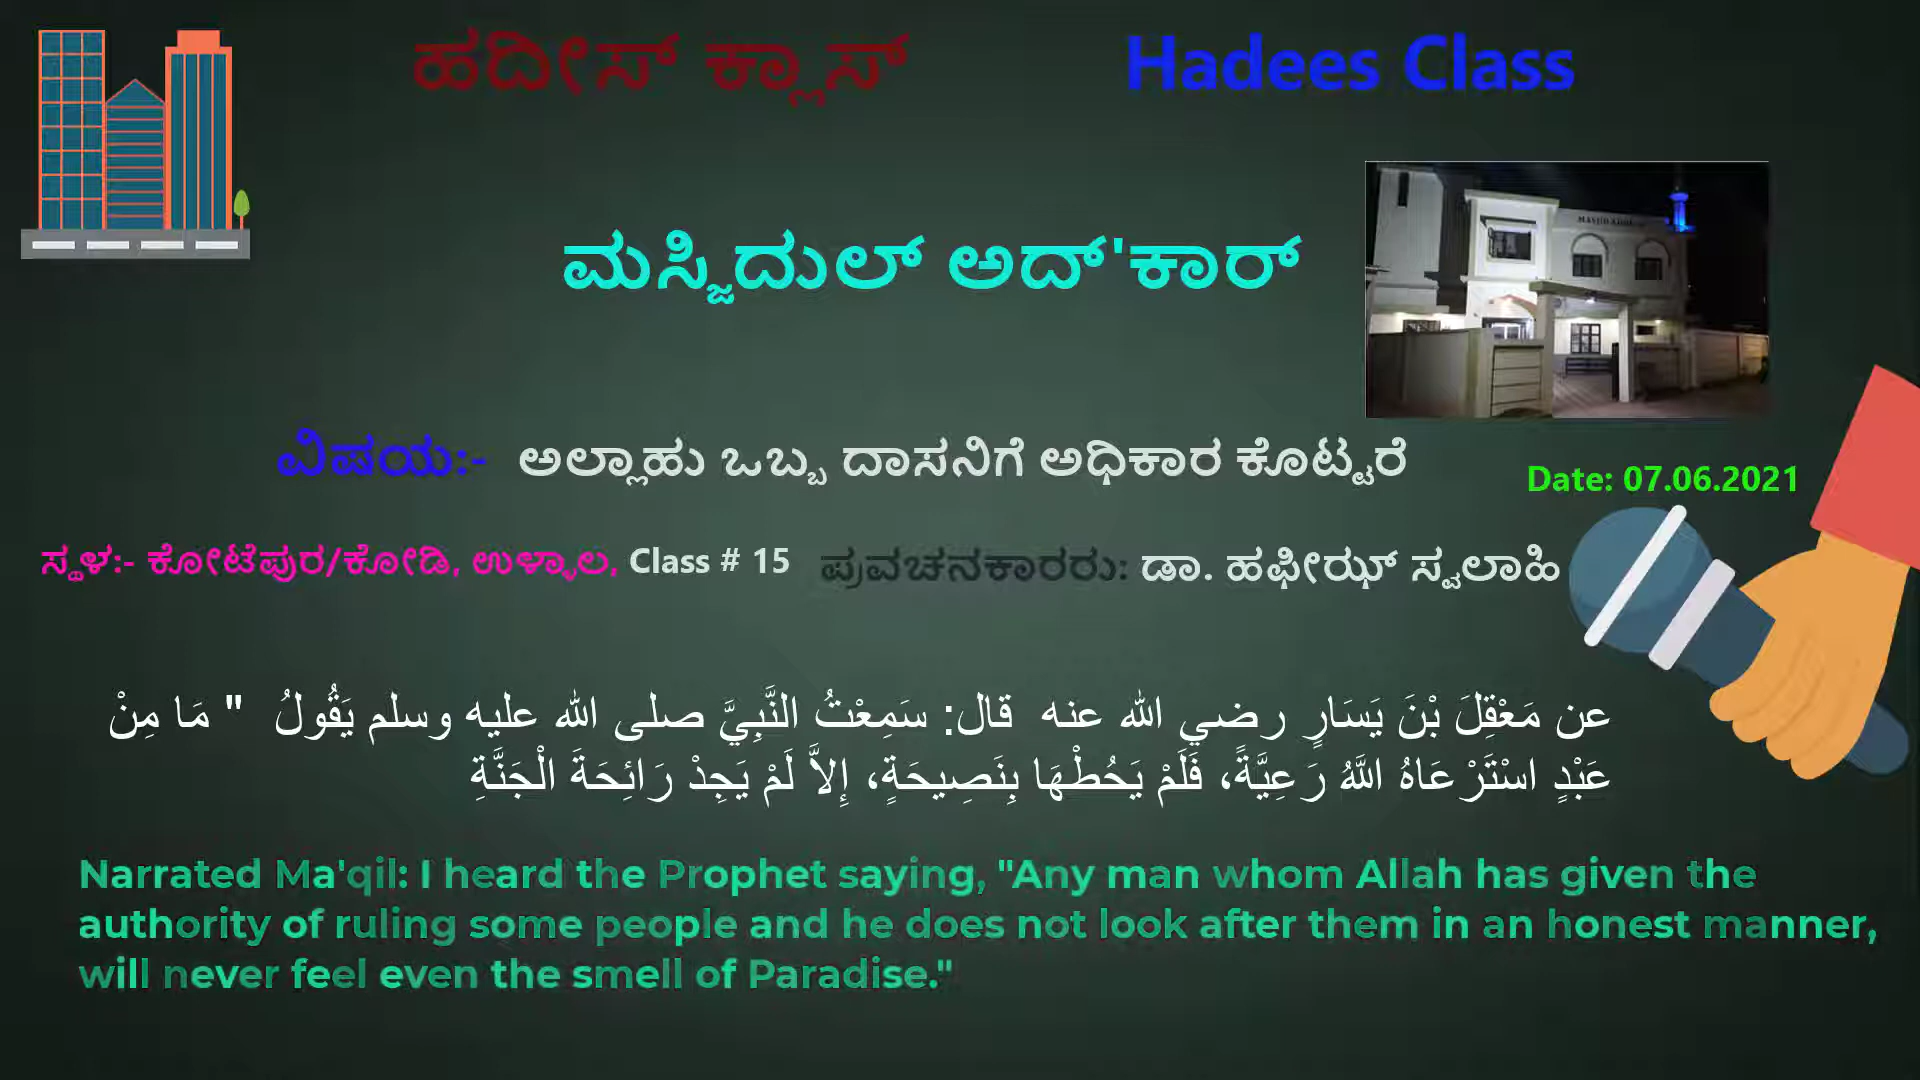 ಹದೀಸ್ ಕ್ಲಾಸ್ Hadees Class
ಮಸ್ಜಿದುಲ್ ಅದ್'ಕಾರ್
ವಿಷಯ:- ಅಲ್ಲಾಹು ಒಬ್ಬ ದಾಸನಿಗೆ ಅಧಿಕಾರ ಕೊಟ್ಟರೆ
Date: 07.06.2021
ಸ್ಥಳ:- ಕೋಟೆಪುರ/ಕೋಡಿ, ಉಳ್ಳಾಲ, Class # 15 ಪ್ರವಚನಕಾರರು: ಡಾ. ಹಫೀಝ್ ಸ್ವಲಾಹಿ
عن مَعْقِلَ بْنَ يَسَارٍ رضي الله عنه قال: سَمِعْتُ النَّبِيَّ صلى الله عليه وسلم يَقُولُ " مَا مِنْ
عَبْدٍ اسْتَرْعَاهُ اللَّهُ رَعِيَّةً، فَلَمْ يَحُطْهَا بِنَصِيحَةٍ، إِلاَّ لَمْ يَجِدْ رَائِحَةَ الْجَنَّةِ
Narrated Ma'qil: I heard the Prophet saying, "Any man whom Allah has given the
authority of ruling some people and he does not look after them in an honest manner,
will never feel even the smell of Paradise."